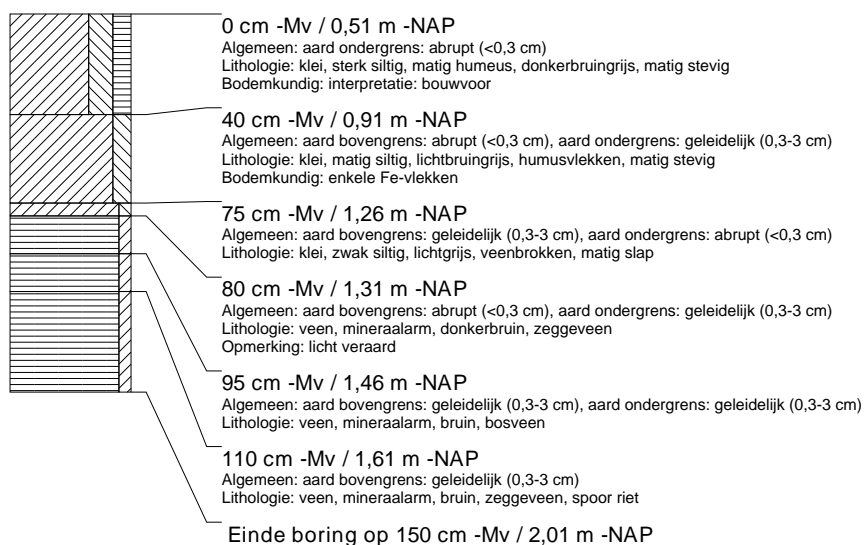 0 cm -Mv / 0,51 m -NAP
Algemeen: aard ondergrens: abrupt (<0,3 cm)
Lithologie: klei, sterk siltig, matig humeus, donkerbruingrijs, matig stevig
Bodemkundig: interpretatie: bouwvoor
40 cm -Mv / 0,91 m -NAP
Algemeen: aard bovengrens: abrupt (<0,3 cm), aard ondergrens: geleidelijk (0,3-3 cm)
Lithologie: klei, matig siltig, lichtbruingrijs, humusvlekken, matig stevig
Bodemkundig: enkele Fe-vlekken
75 cm -Mv / 1,26 m -NAP
Algemeen: aard bovengrens: geleidelijk (0,3-3 cm), aard ondergrens: abrupt (<0,3 cm)
Lithologie: klei, zwak siltig, lichtgrijs, veenbrokken, matig slap
80 cm -Mv / 1,31 m -NAP
Algemeen: aard bovengrens: abrupt (<0,3 cm), aard ondergrens: geleidelijk (0,3-3 cm)
Lithologie: veen, mineraalarm, donkerbruin, zeggeveen
Opmerking: licht veraard
95 cm -Mv / 1,46 m -NAP
Algemeen: aard bovengrens: geleidelijk (0,3-3 cm), aard ondergrens: geleidelijk (0,3-3 cm)
Lithologie: veen, mineraalarm, bruin, bosveen
110 cm -Mv / 1,61 m -NAP
Algemeen: aard bovengrens: geleidelijk (0,3-3 cm)
Lithologie: veen, mineraalarm, bruin, zeggeveen, spoor riet
Einde boring op 150 cm -Mv / 2,01 m -NAP